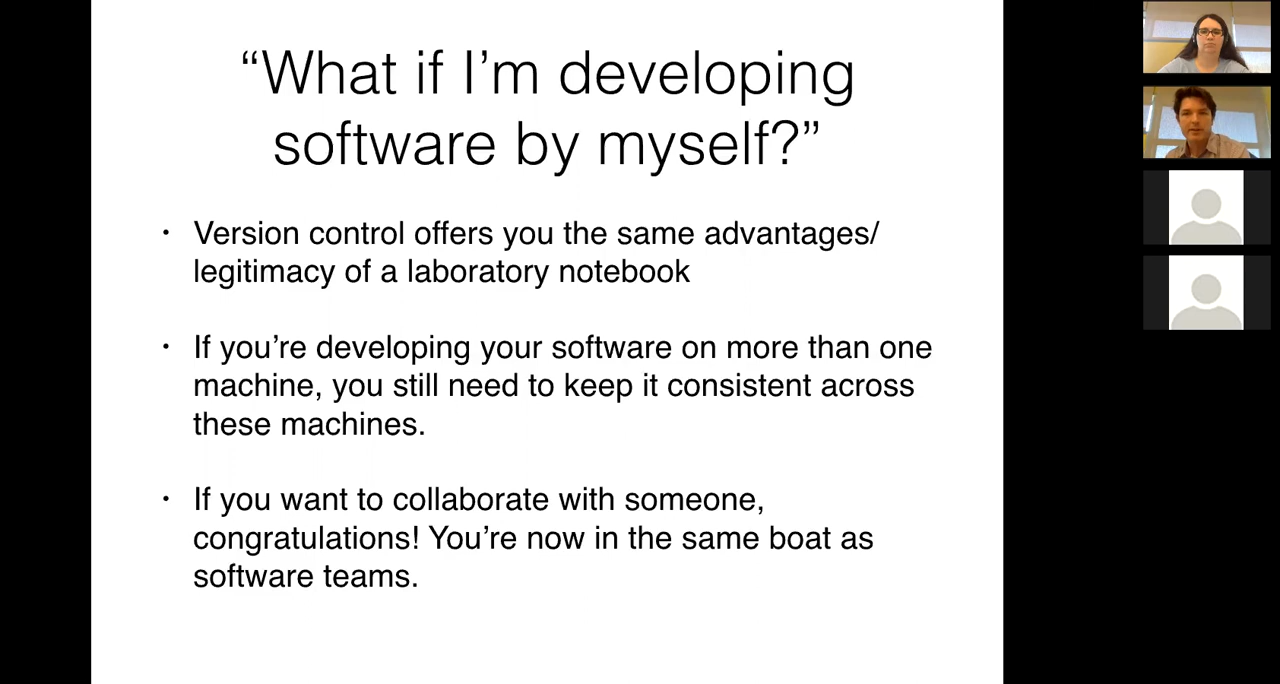 “What if I’m developing
software by myself?”
• Version control offers you the same advantages/
legitimacy of a laboratory notebook
• If you’re developing your software on more than one
machine, you still need to keep it consistent across
these machines.
• If you want to collaborate with someone,
congratulations! You’re now in the same boat as
software teams.